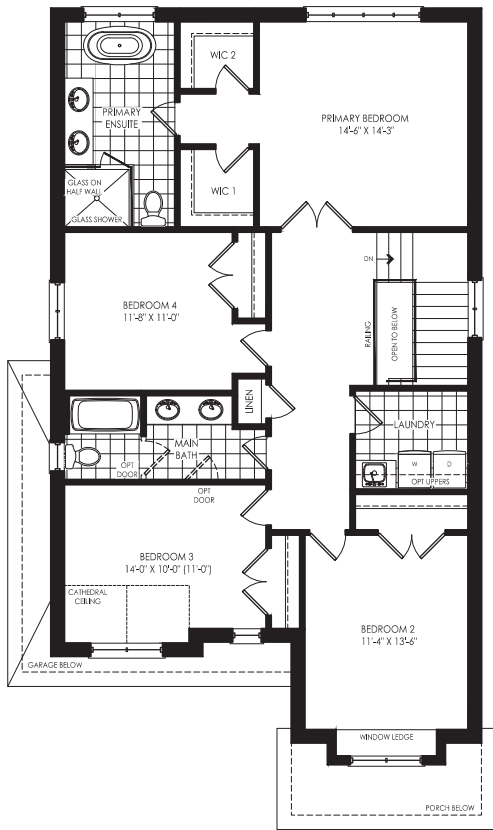 WIC 2
PRIMARY
ENSUITE
PRIMARY BEDROOM
14'-6" X 14'-3"
GLASS ON
HALF WALL
WIC 1
GLASS SHOWER
DN
BEDROOM 4
11'-8" X 11'-0"
RAILING
OPEN TO BELOW
LINEN
LAUNDRY
MAIN
BATH
OPT
DOOR
W
D
OPT UPPERS
OPT
DOOR
BEDROOM 3
14'-0" X 10'-0" (11'-0")
CATHEDRAL
CEILING
BEDROOM 2
11'-4" X 13'-6"
GARAGE BELOW
WINDOW LEDGE
PORCH BELOW